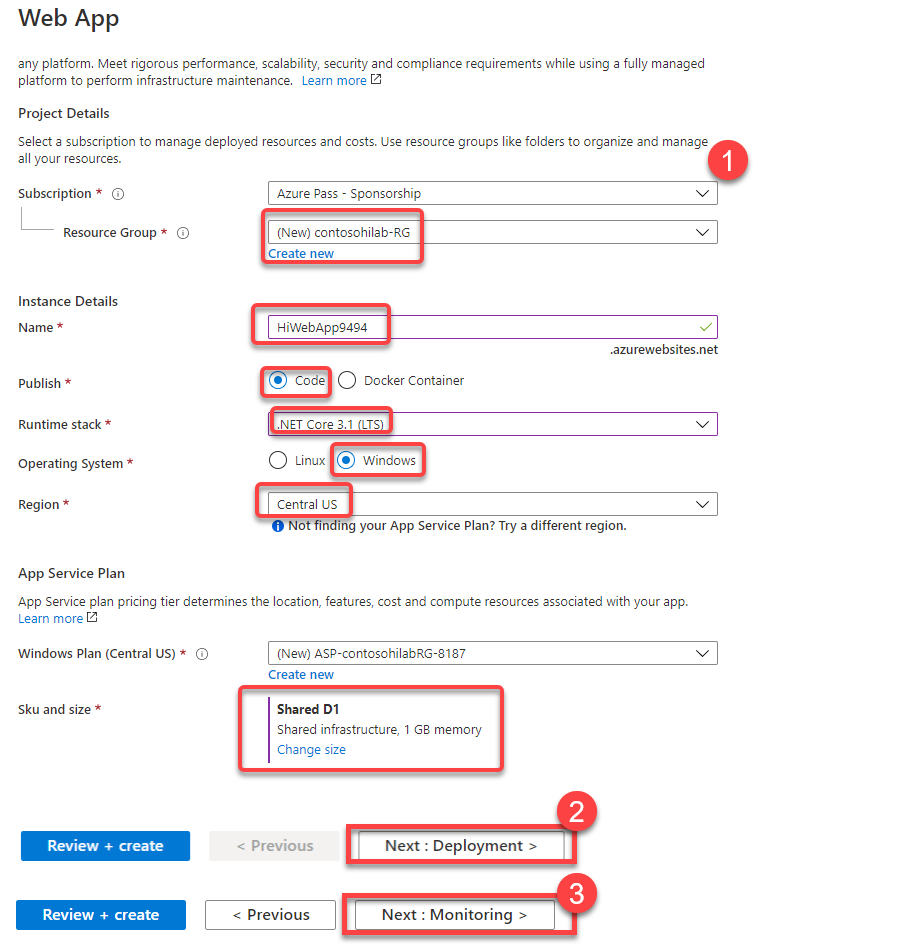 Web App
any platform. Meet rigorous performance, scalability, security and compliance requirements while using a fully managed
platform to perform infrastructure maintenance. Learn more
Project Details
Select a subscription to manage deployed resources and costs. Use resource groups like folders to organize and manage
all your resources.
1
Subscription *
Azure Pass - Sponsorship
Resource Group *
(New) contosohilab-RG
Create new
Instance Details
Name *
HiWebApp9494
.azurewebsites.net
Publish *
Code
Docker Container
Runtime stack *
.NET Core 3.1 (LTS)
Operating System *
Linux
Windows
Region *
Central US
Not finding your App Service Plan? Try a different region.
App Service Plan
App Service plan pricing tier determines the location, features, cost and compute resources associated with your app.
Learn more
Windows Plan (Central US) *
(New) ASP-contosohilabRG-8187
Create new
Sku and size *
Shared D1
Shared infrastructure, 1 GB memory
Change size
2
Review + create
< Previous
Next : Deployment >
3
Review + create
< Previous
Next : Monitoring >